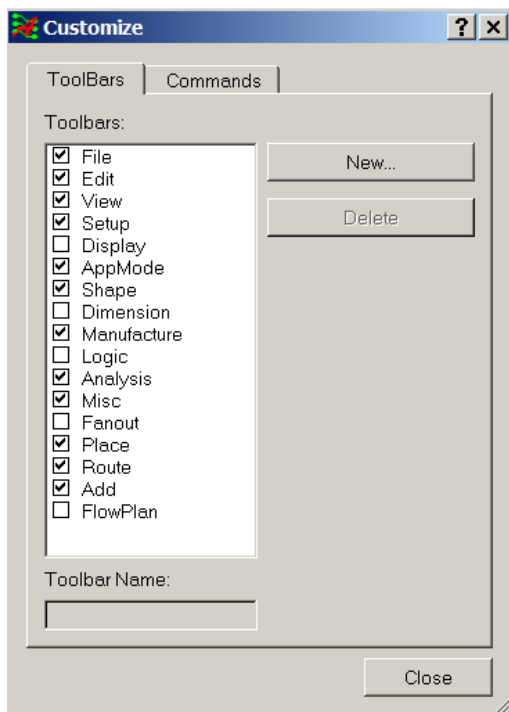 Customize
ToolBars Commands
Toolbars:
File
Edit
View
Setup
Display
AppMode
Shape
Dimension
Manufacture
Logic
Analysis
Misc
Fanout
Place
Route
Add
FlowPlan
New...
Delete
Toolbar Name:
Close